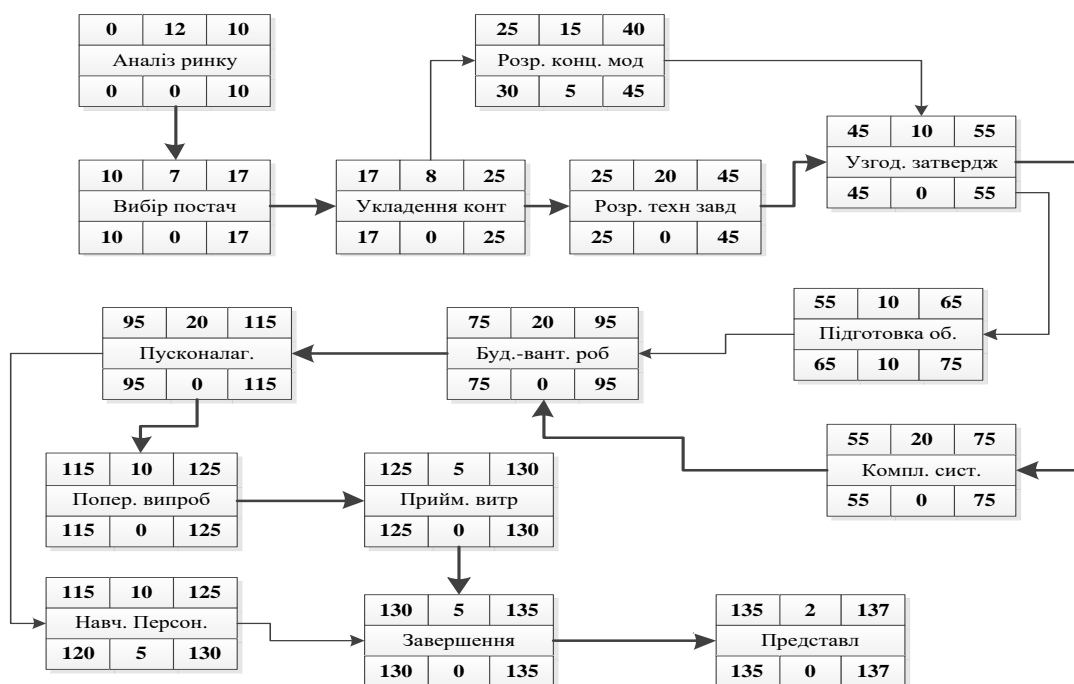 0 12 10
Аналіз ринку
0 0 10
25 15 40
Розр. конц. мод
30 5 45
45 10 55
Узгод. затвердж
45 0 55
10 7 17
Вибір постач
10 0 17
17 8 25
Укладення конт
17 0 25
25 20 45
Розр. техн завд
25 0 45
55 10 65
Підготовка об.
65 10 75
75 20 95
Буд.-вант. роб
75 0 95
95 20 115
Пусконалаг.
95 0 115
55 20 75
Компл. сист.
55 0 75
115 10 125
Попер. випроб
115 0 125
125 5 130
Прийм. витр
125 0 130
115 10 125
Навч. Персон.
120 5 130
130 5 135
Завершення
130 0 135
135 2 137
Представл
135 0 137